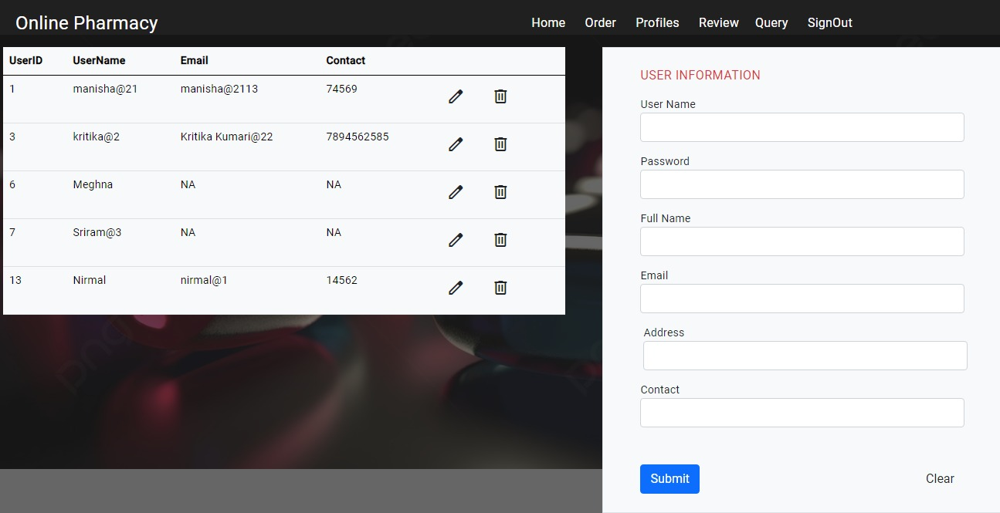 Online Pharmacy
Home Order Profiles Review Query SignOut
UserID UserName Email Contact
1 manisha@21 manisha@2113 74569
3 kritika@2 Kritika Kumari@22 7894562585
6 Meghna NA NA
7 Sriram@3 NA NA
13 Nirmal nirmal@1 14562
USER INFORMATION
User Name
Password
Full Name
Email
Address
Contact
Submit Clear